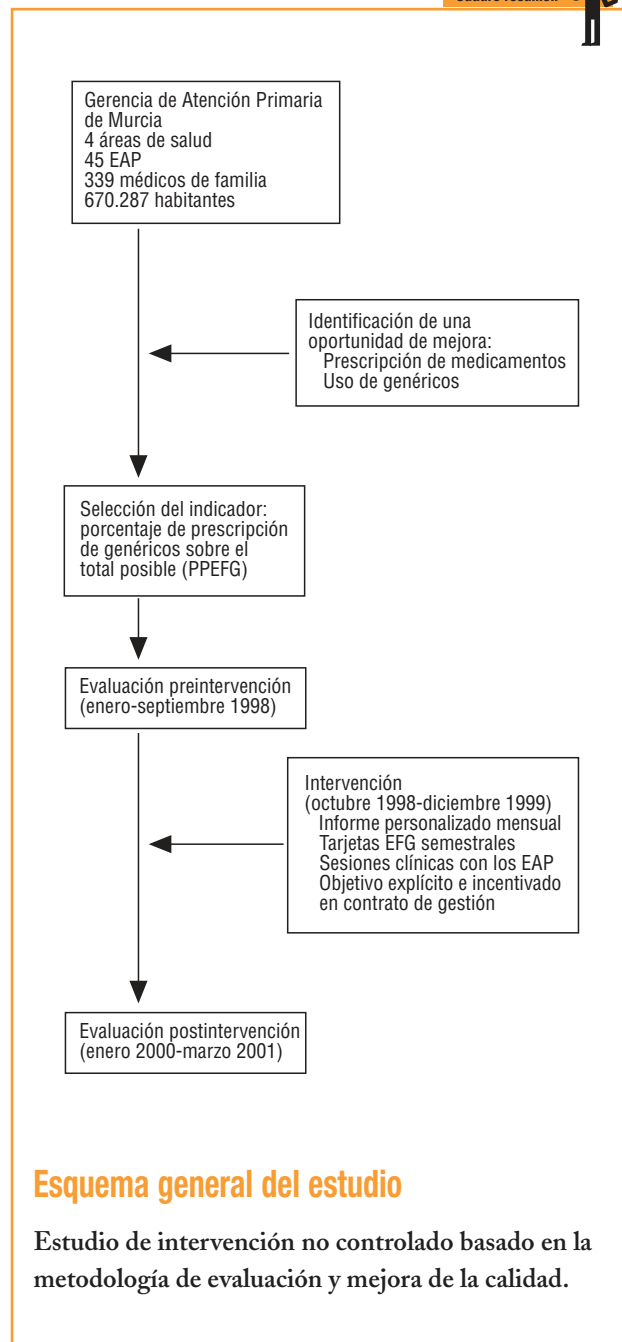 Gerencia de Atención Primaria
de Murcia
4 áreas de salud
45 EAP
339 médicos de familia
670.287 habitantes
Identificación de una
oportunidad de mejora:
Prescripción de medicamentos
Uso de genéricos
Selección del indicador:
porcentaje de prescripción
de genéricos sobre el
total posible (PPEFG)
Evaluación preintervención
(enero-septiembre 1998)
Intervención
(octubre 1998-diciembre 1999)
Informe personalizado mensual
Tarjetas EFG semestrales
Sesiones clínicas con los EAP
Objetivo explícito e incentivado
en contrato de gestión
Evaluación postintervención
(enero 2000-marzo 2001)
Esquema general del estudio
Estudio de intervención no controlado basado en la
metodología de evaluación y mejora de la calidad.